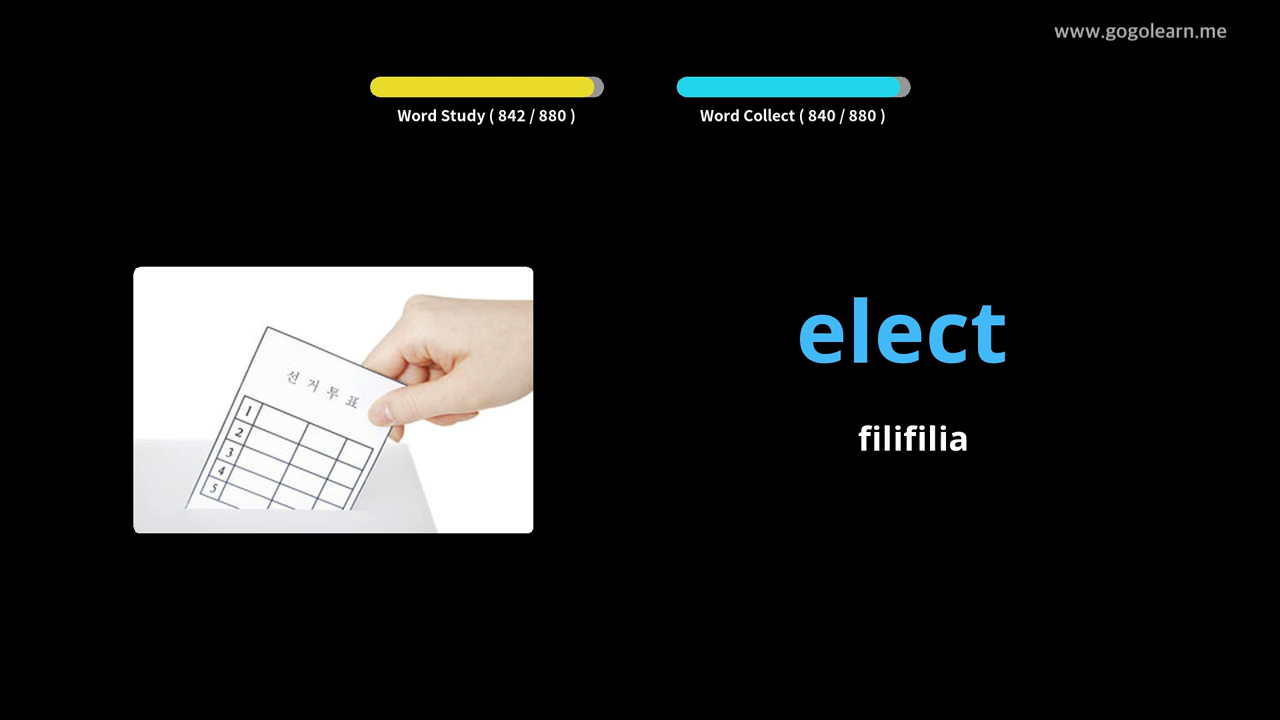 www.gogolearn.me
Word Study ( 842 / 880 )
Word Collect ( 840 / 880 )
선 거 투 표
1
2
3
4
5
elect
filifilia